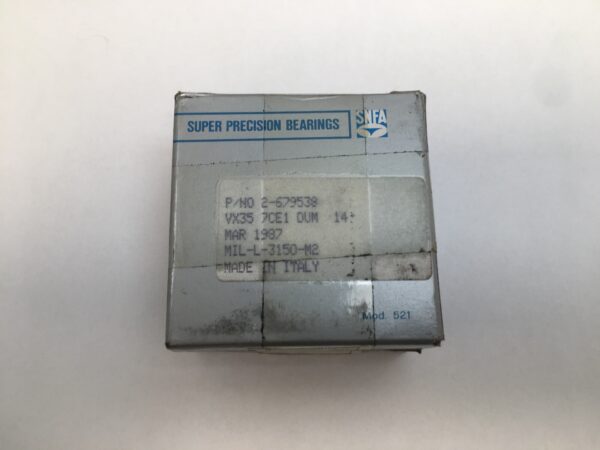 SUPER PRECISION BEARINGS
SNFA
P/NO 2-679538
VX35 7CE1 DUM 14
MAR 1987
MIL-L-3150-M2
MADE IN ITALY
Mod. 521